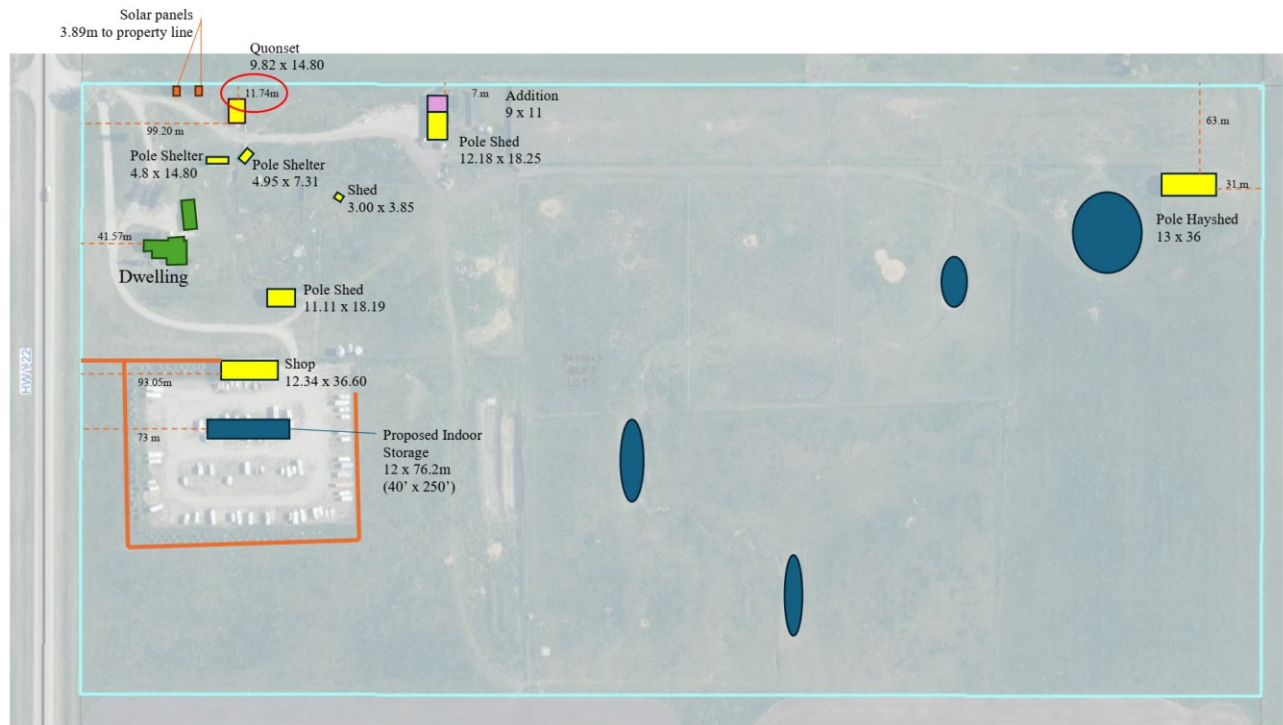 Solar panels
3.89m to property line
Quonset
9.82 x 14.80
11.74m
7.m
Addition
9 x 11
63.m
99.20 m
Pole Shed
12.18 x 18.25
Pole Shelter
4.8 x 14.80
Pole Shelter
4.95 x 7.31
Shed
3.00 x 3.85
31.m
Pole Hayshed
13 x 36
41.57m
Dwelling
Pole Shed
11.11 x 18.19
HWY922
Shop
12.34 x 36.60
93.05m
73 m
Proposed Indoor
Storage
12 x 76.2m
(40’ x 250’)